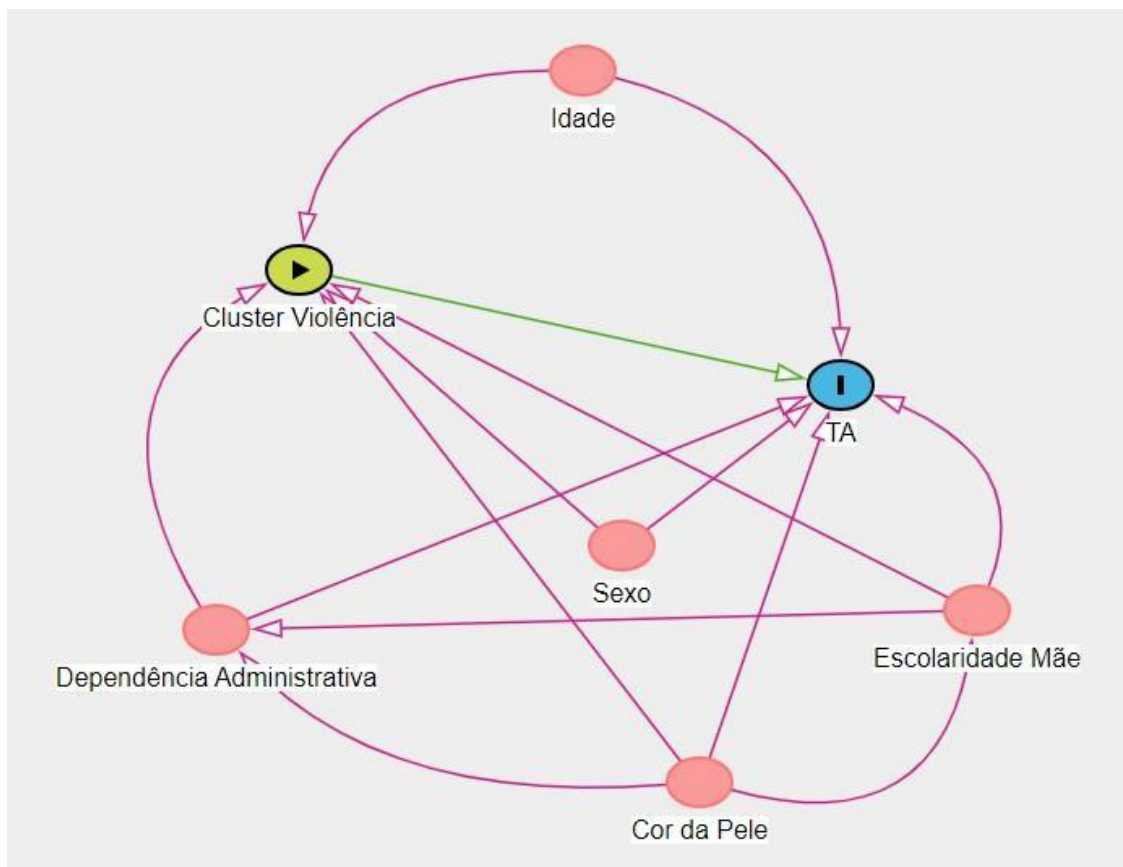 Idade
Cluster Violência
TA
Sexo
Escolaridade Mãe
Dependência Administrativa
Cor da Pele